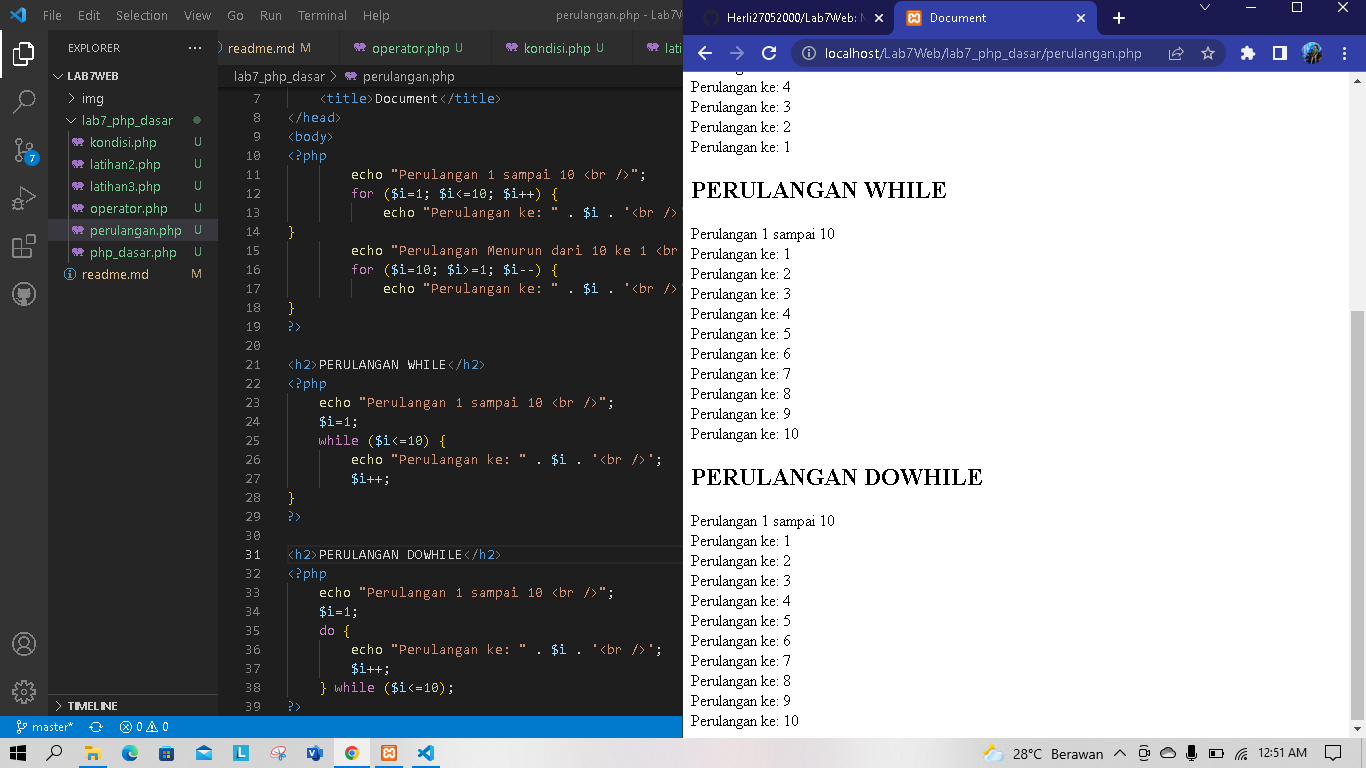 File Edit Selection View Go Run Terminal Help perulangan.php - Lab7W
EXPLORER ...
LAB7WEB
img
lab7_php_dasar
kondisi.php U
latihan2.php U
latihan3.php U
operator.php U
perulangan.php U
php_dasar.php U
readme.md M
TIMELINE
readme.md M operator.php U kondisi.php U lati
lab7_php_dasar > perulangan.php
7 <title>Document</title>
8 </head>
9 <body>
10 <?php
11 echo "Perulangan 1 sampai 10 <br />";
12 for ($i=1; $i<=10; $i++) {
13 echo "Perulangan ke: " . $i . '<br />'
14 }
15 echo "Perulangan Menurun dari 10 ke 1 <br
16 for ($i=10; $i>=1; $i--) {
17 echo "Perulangan ke: " . $i . '<br />'
18 }
19 ?>
20
21 <h2>PERULANGAN WHILE</h2>
22 <?php
23 echo "Perulangan 1 sampai 10 <br />";
24 $i=1;
25 while ($i<=10) {
26 echo "Perulangan ke: " . $i . '<br />';
27 $i++;
28 }
29 ?>
30
31 <h2>PERULANGAN DOWHILE</h2>
32 <?php
33 echo "Perulangan 1 sampai 10 <br />";
34 $i=1;
35 do {
36 echo "Perulangan ke: " . $i . '<br />';
37 $i++;
38 } while ($i<=10);
39 ?>
7
master* 0 0
Herli27052000/Lab7Web: Document
localhost/Lab7Web/lab7_php_dasar/perulangan.php
Perulangan ke: 4
Perulangan ke: 3
Perulangan ke: 2
Perulangan ke: 1
PERULANGAN WHILE
Perulangan 1 sampai 10
Perulangan ke: 1
Perulangan ke: 2
Perulangan ke: 3
Perulangan ke: 4
Perulangan ke: 5
Perulangan ke: 6
Perulangan ke: 7
Perulangan ke: 8
Perulangan ke: 9
Perulangan ke: 10
PERULANGAN DOWHILE
Perulangan 1 sampai 10
Perulangan ke: 1
Perulangan ke: 2
Perulangan ke: 3
Perulangan ke: 4
Perulangan ke: 5
Perulangan ke: 6
Perulangan ke: 7
Perulangan ke: 8
Perulangan ke: 9
Perulangan ke: 10
L
28°C Berawan 12:51 AM